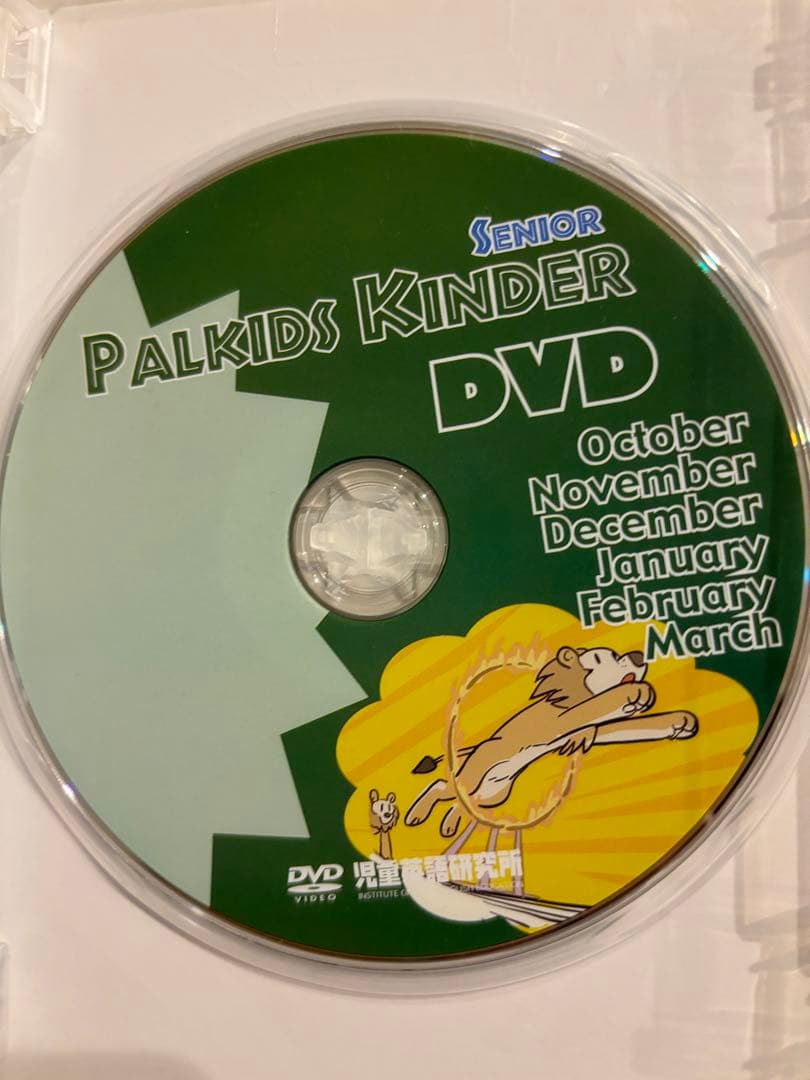 SENIOR
PALKIDS KINDER
DVD
October
November
December
January
February
March
DVD
VIDEO
児童英語研究所
INSTITUTE